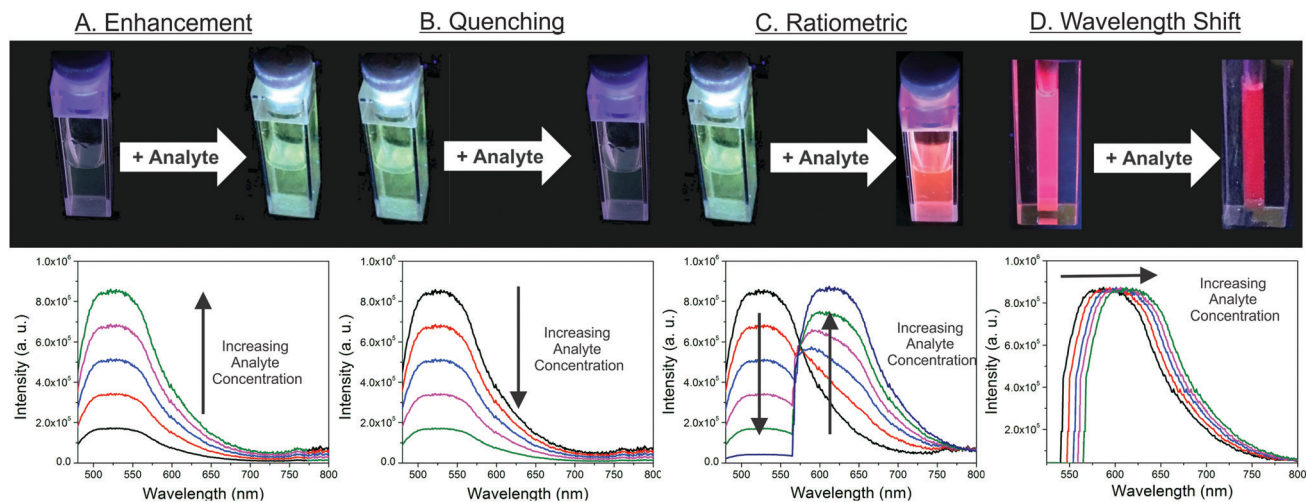 A. Enhancement
B. Quenching
C. Ratiometric
D. Wavelength Shift
+ Analyte
+ Analyte
+ Analyte
+ Analyte
1.0x10⁶
8.0x10⁵
6.0x10⁵
4.0x10⁵
2.0x10⁵
0.0
Intensity (a. u.)
Increasing
Analyte
Concentration
500 550 600 650 700 750 800
Wavelength (nm)
1.0x10⁶
8.0x10⁵
6.0x10⁵
4.0x10⁵
2.0x10⁵
0.0
Intensity (a. u.)
Increasing
Analyte
Concentration
500 550 600 650 700 750 800
Wavelength (nm)
1.0x10⁶
8.0x10⁵
6.0x10⁵
4.0x10⁵
2.0x10⁵
0.0
Intensity (a. u.)
Increasing
Analyte
Concentration
500 550 600 650 700 750 800
Wavelength (nm)
1.0x10⁶
8.0x10⁵
6.0x10⁵
4.0x10⁵
2.0x10⁵
0.0
Intensity (a. u.)
Increasing
Analyte
Concentration
550 600 650 700 750 800
Wavelength (nm)